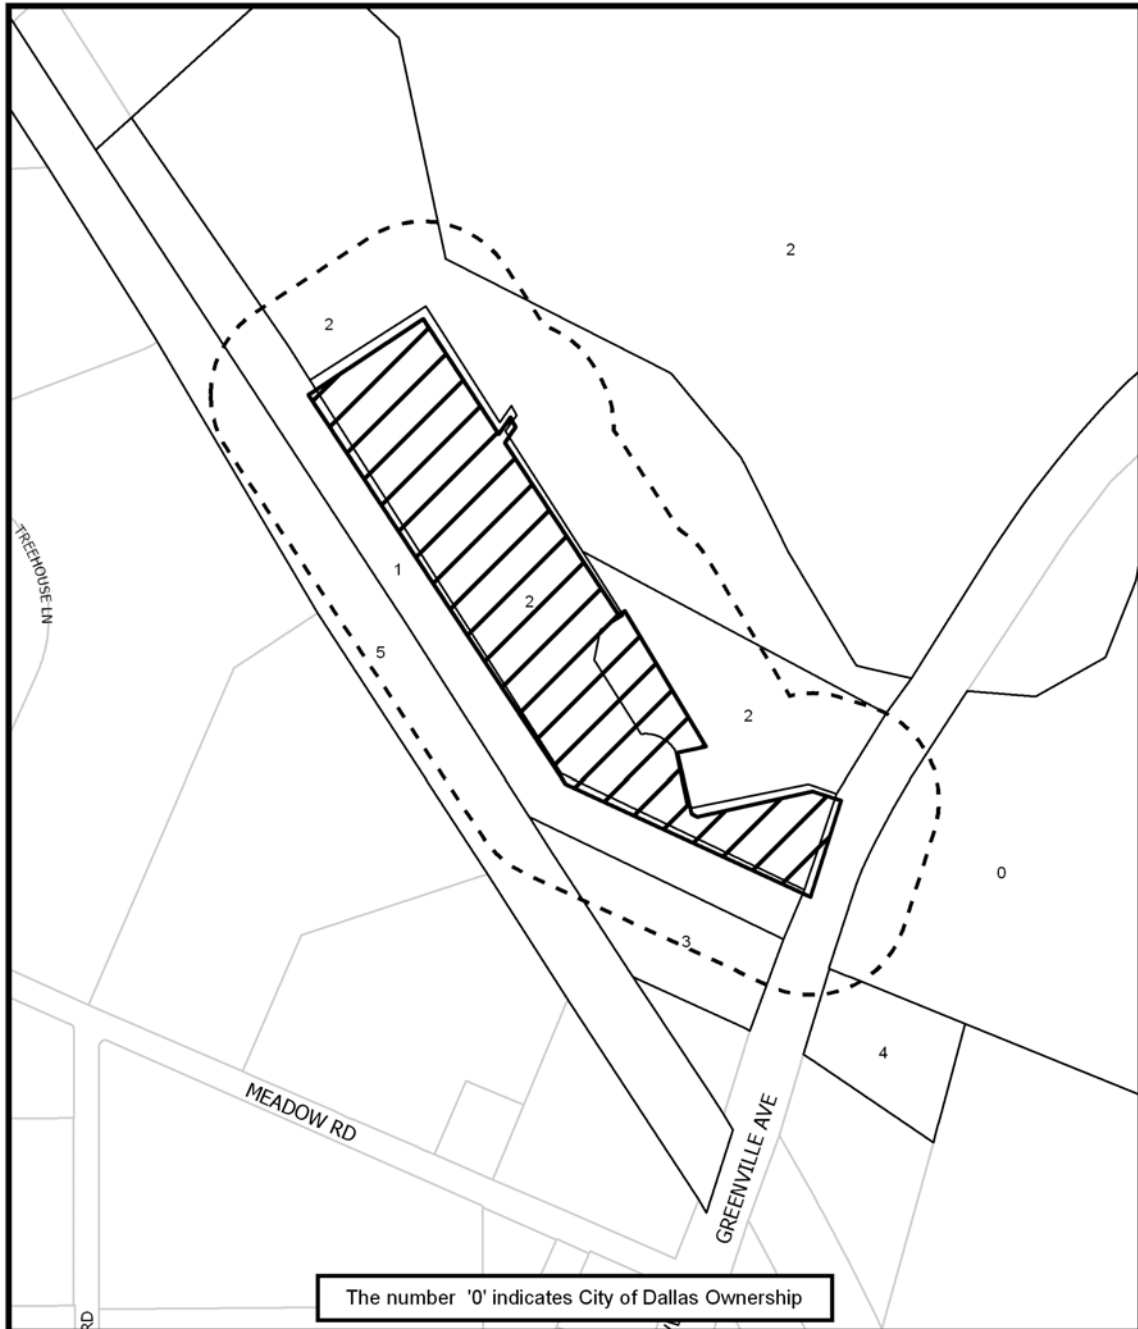 2
2
TREEHOUSE LN
1
2
5
2
0
3
4
MEADOW RD
GREENVILLE AVE
The number '0' indicates City of Dallas Ownership
RD